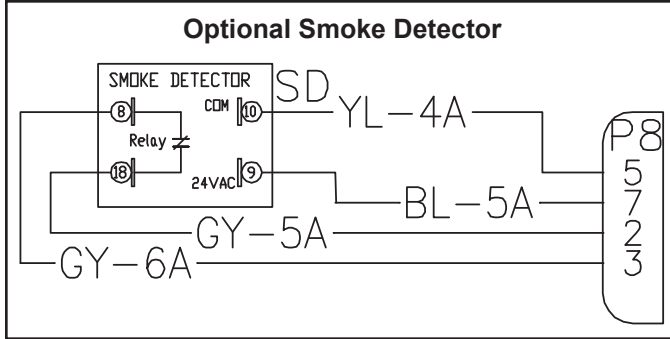 Optional Smoke Detector
SMOKE DETECTOR SD
8 COM 10 YL-4A
Relay
18 24VAC 9
P8
5
BL-5A 7
GY-5A 2
GY-6A 3